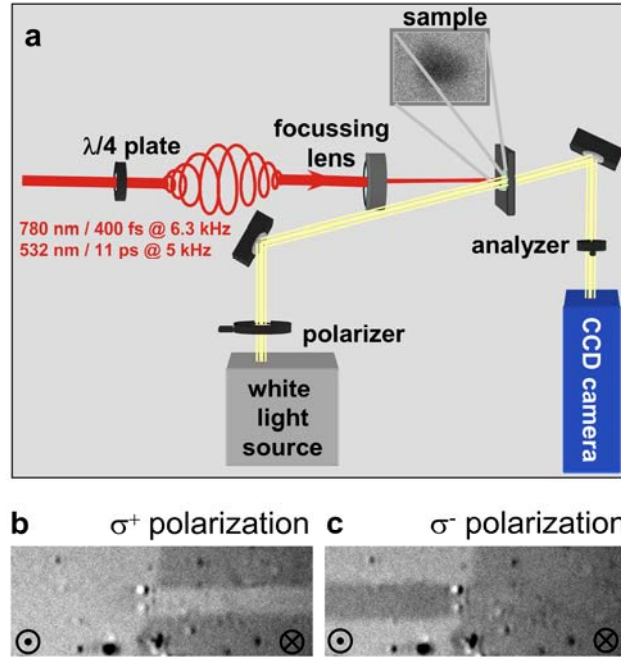 a
sample
λ/4 plate
focussing
lens
780 nm / 400 fs @ 6.3 kHz
532 nm / 11 ps @ 5 kHz
analyzer
polarizer
CCD camera
white
light
source
b σ+ polarization
c σ- polarization